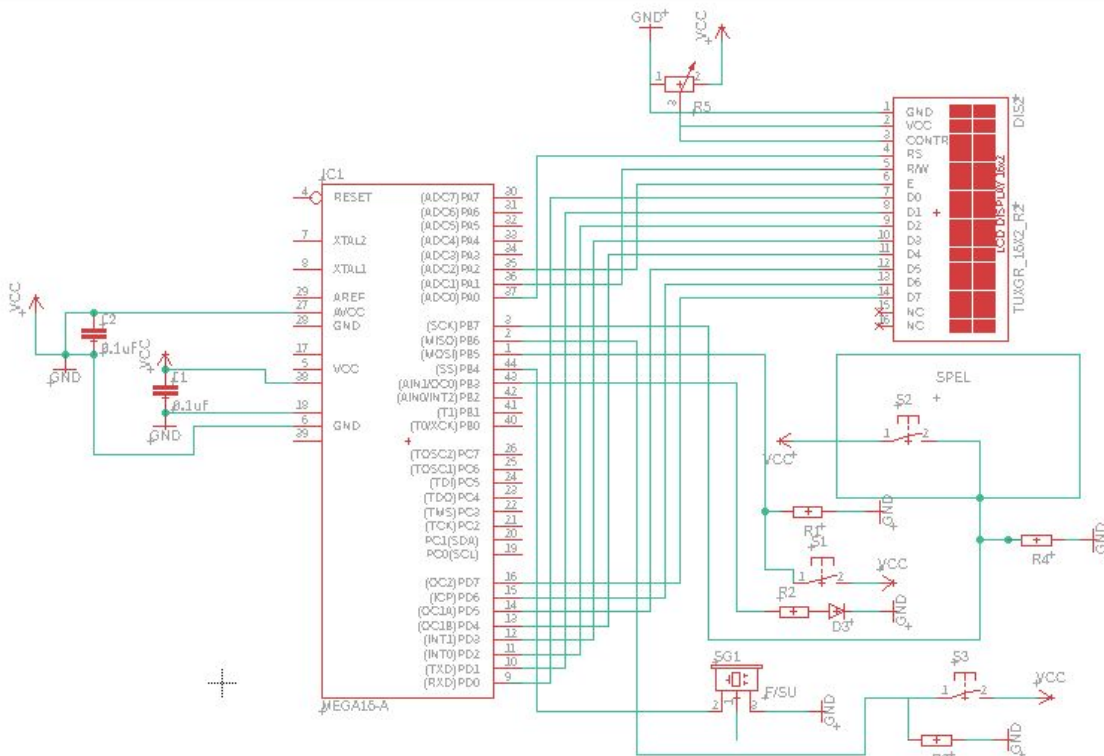 GND
VCC
1
2
3
R5
DIS2
1 GND
2 VCC
3 CONTR
4 RS
5 R/W
6 E
7 D0
8 D1
9 D2
10 D3
11 D4
12 D5
13 D6
14 D7
15 NC
16 NC
LCD DISPLAY 16x2
TUXGR_16X2_R2
IC1
4 RESET
7 XTAL2
8 XTAL1
29 AREF
27 AVCC
28 GND
17
5 VCC
38
18
6 GND
39
(ADC7)PA7 30
(ADC6)PA6 31
(ADC5)PA5 32
(ADC4)PA4 33
(ADC3)PA3 34
(ADC2)PA2 35
(ADC1)PA1 36
(ADC0)PA0 37
(SCK)PB7 3
(MISO)PB6 2
(MOSI)PB5 1
(SS)PB4 44
(AIN1/OC0)PB3 43
(AIN0/INT2)PB2 42
(T1)PB1 41
(T0/XCK)PB0 40
(TOSC2)PC7 26
(TOSC1)PC6 25
(TDI)PC5 24
(TDO)PC4 23
(TMS)PC3 22
(TCK)PC2 21
PC1(SDA) 20
PC0(SCL) 19
(OC2)PD7 16
(ICP)PD6 15
(OC1A)PD5 14
(OC1B)PD4 13
(INT1)PD3 12
(INT0)PD2 11
(TXD)PD1 10
(RXD)PD0 9
MEGA16-A
VCC
C2
0.1uF
GND
VCC
C1
0.1uF
GND
SPEL
S2
1 2
VCC
R1
GND
S1
1 2
VCC
R4
GND
R2
D3
GND
SG1
F/SU
2 1 3
GND
S3
1 2
VCC
GND